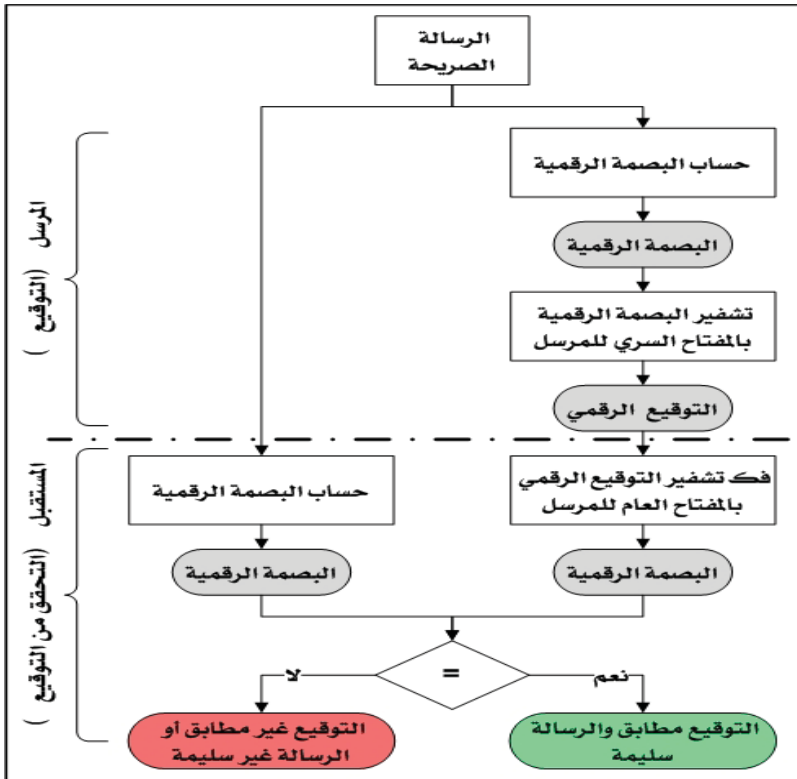 الرسالة
الصريحة
حساب البصمة الرقمية
البصمة الرقمية
تشفير البصمة الرقمية
بالمفتاح السري للمرسل
التوقيع الرقمي
المرسل (التوقيع)
فك تشفير التوقيع الرقمي
بالمفتاح العام للمرسل
حساب البصمة الرقمية
البصمة الرقمية
البصمة الرقمية
المستقبل (التحقق من التوقيع)
=
نعم
لا
التوقيع مطابق والرسالة
سليمة
التوقيع غير مطابق أو
الرسالة غير سليمة